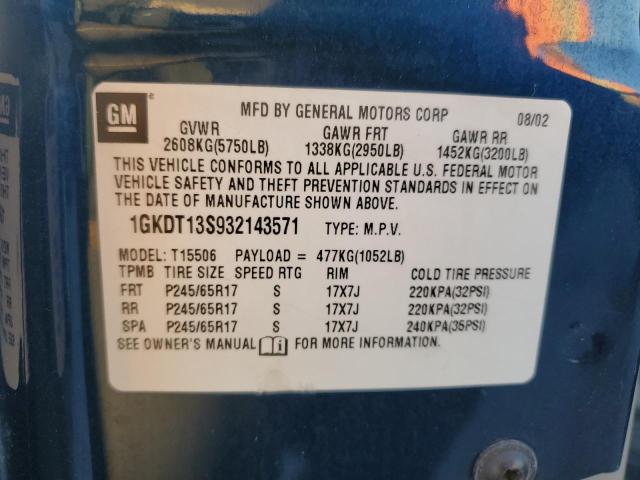 GM
MFD BY GENERAL MOTORS CORP 08/02
GVWR GAWR FRT GAWR RR
2608KG(5750LB) 1338KG(2950LB) 1452KG(3200LB)
THIS VEHICLE CONFORMS TO ALL APPLICABLE U.S. FEDERAL MOTOR
VEHICLE SAFETY AND THEFT PREVENTION STANDARDS IN EFFECT ON
THE DATE OF MANUFACTURE SHOWN ABOVE.
1GKDT13S932143571 TYPE: M.P.V.
MODEL: T15506 PAYLOAD = 477KG(1052LB)
TPMB TIRE SIZE SPEED RTG RIM COLD TIRE PRESSURE
FRT P245/65R17 S 17X7J 220KPA(32PSI)
RR P245/65R17 S 17X7J 220KPA(32PSI)
SPA P245/65R17 S 17X7J 240KPA(35PSI)
SEE OWNER'S MANUAL FOR MORE INFORMATION.